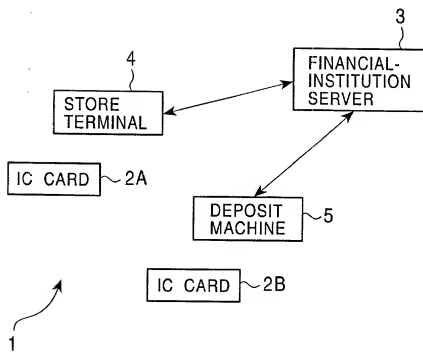 3
FINANCIAL-
INSTITUTION
SERVER
4
STORE
TERMINAL
IC CARD 2A
DEPOSIT
MACHINE
5
IC CARD 2B
1